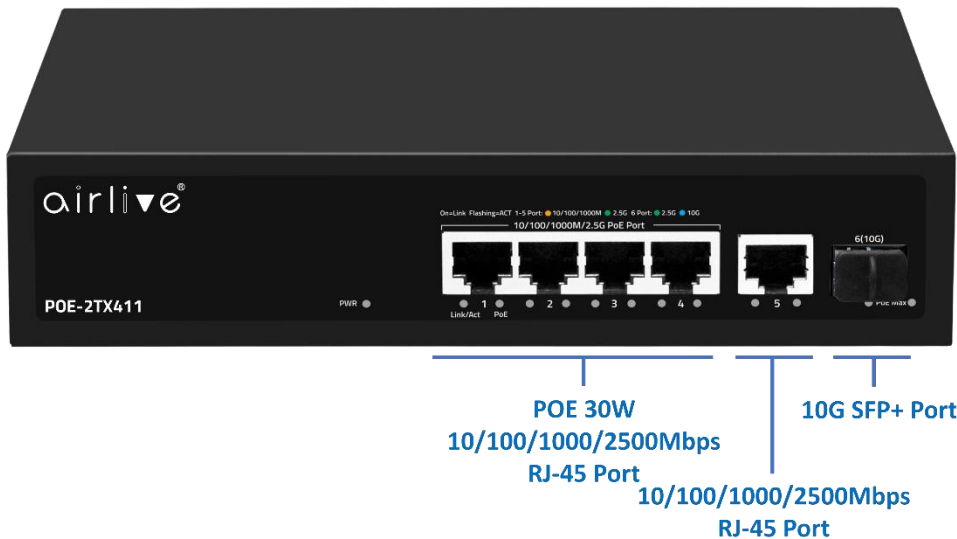 airlive®
On=Link Flashing=ACT 1-5 Port: 10/100/1000M 2.5G 6 Port: 2.5G 10G
10/100/1000M/2.5G PoE Port
6(10G)
POE-2TX411
PWR
1 2 3 4 5
PoE Max
Link/Act PoE
POE 30W
10/100/1000/2500Mbps
RJ-45 Port
10G SFP+ Port
10/100/1000/2500Mbps
RJ-45 Port